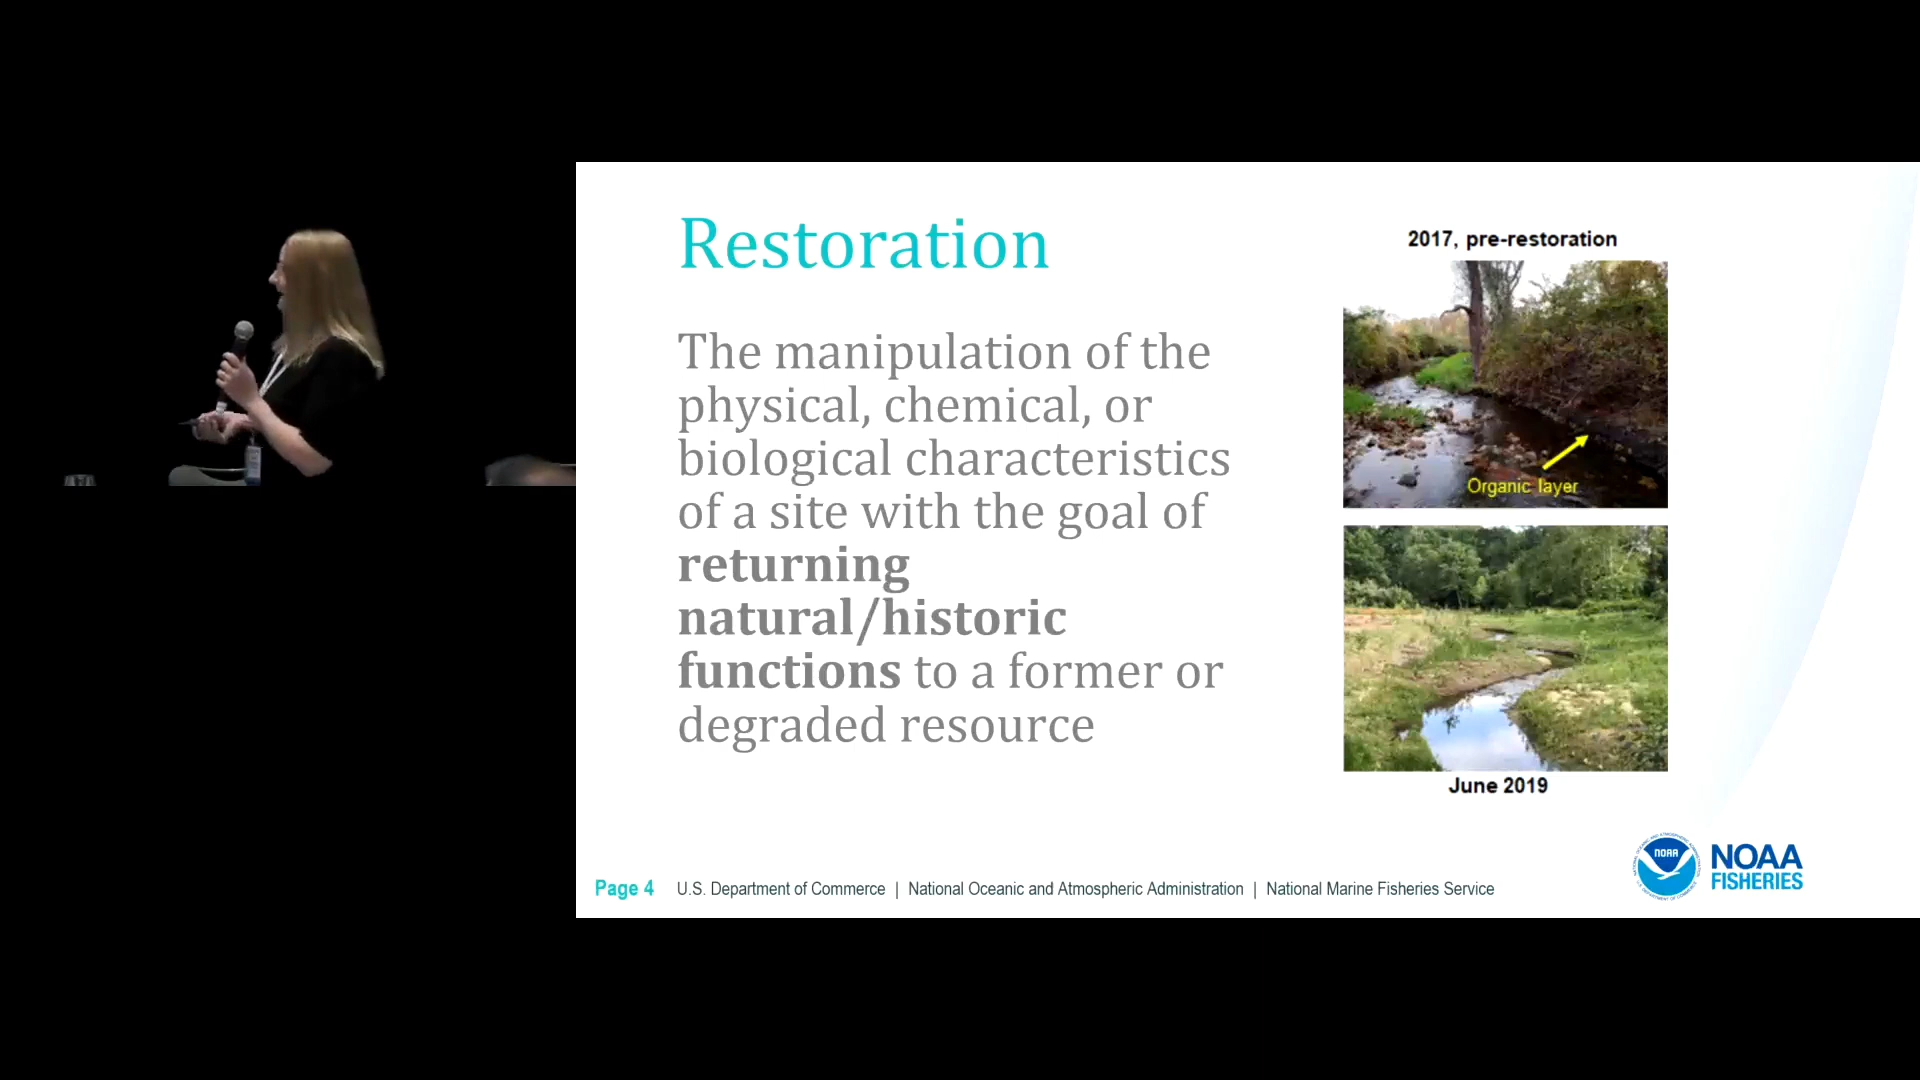 Restoration
The manipulation of the
physical, chemical, or
biological characteristics
of a site with the goal of
returning
natural/historic
functions to a former or
degraded resource
2017, pre-restoration
Organic layer
June 2019
NOAA
NOAA
FISHERIES
Page 4 U.S. Department of Commerce | National Oceanic and Atmospheric Administration | National Marine Fisheries Service